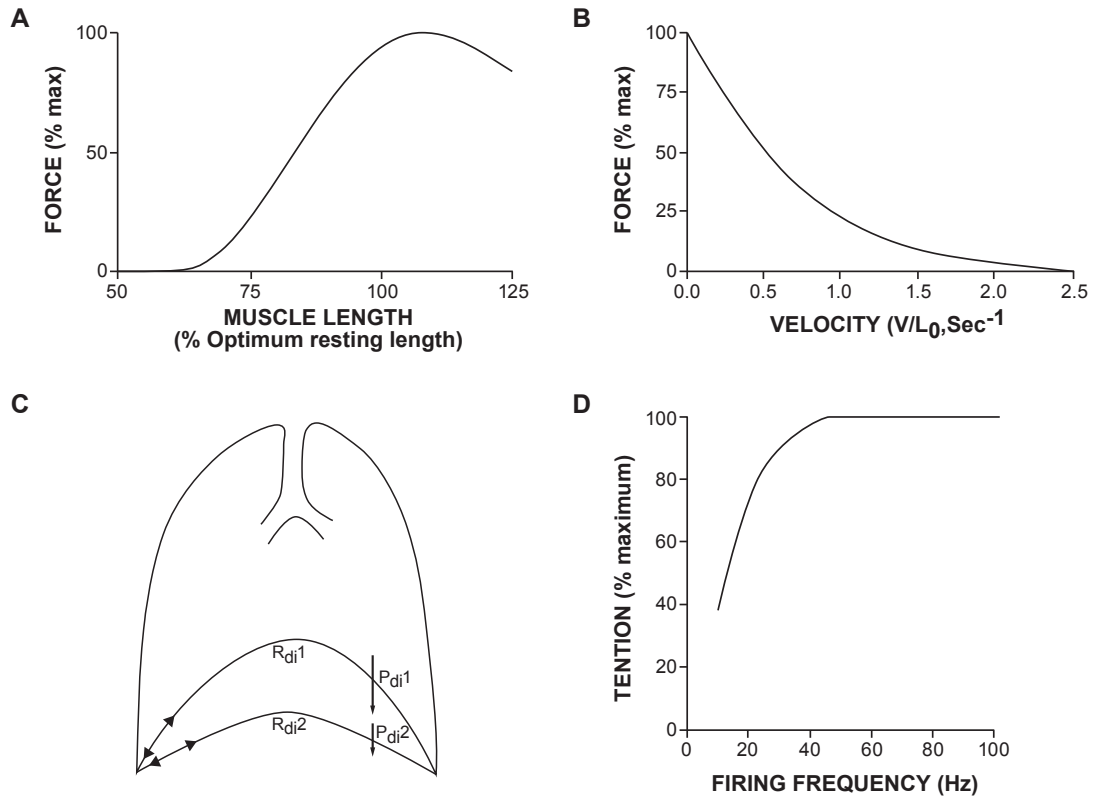 A
FORCE (% max)
100
50
0
50
75
100
125
MUSCLE LENGTH
(% Optimum resting length)
B
FORCE (% max)
100
75
50
25
0
0.0
0.5
1.0
1.5
2.0
2.5
VELOCITY (V/L0,Sec-1
C
Rdi1
Pdi1
Rdi2
Pdi2
D
TENTION (% maximum)
100
80
60
40
20
0
0
20
40
60
80
100
FIRING FREQUENCY (Hz)